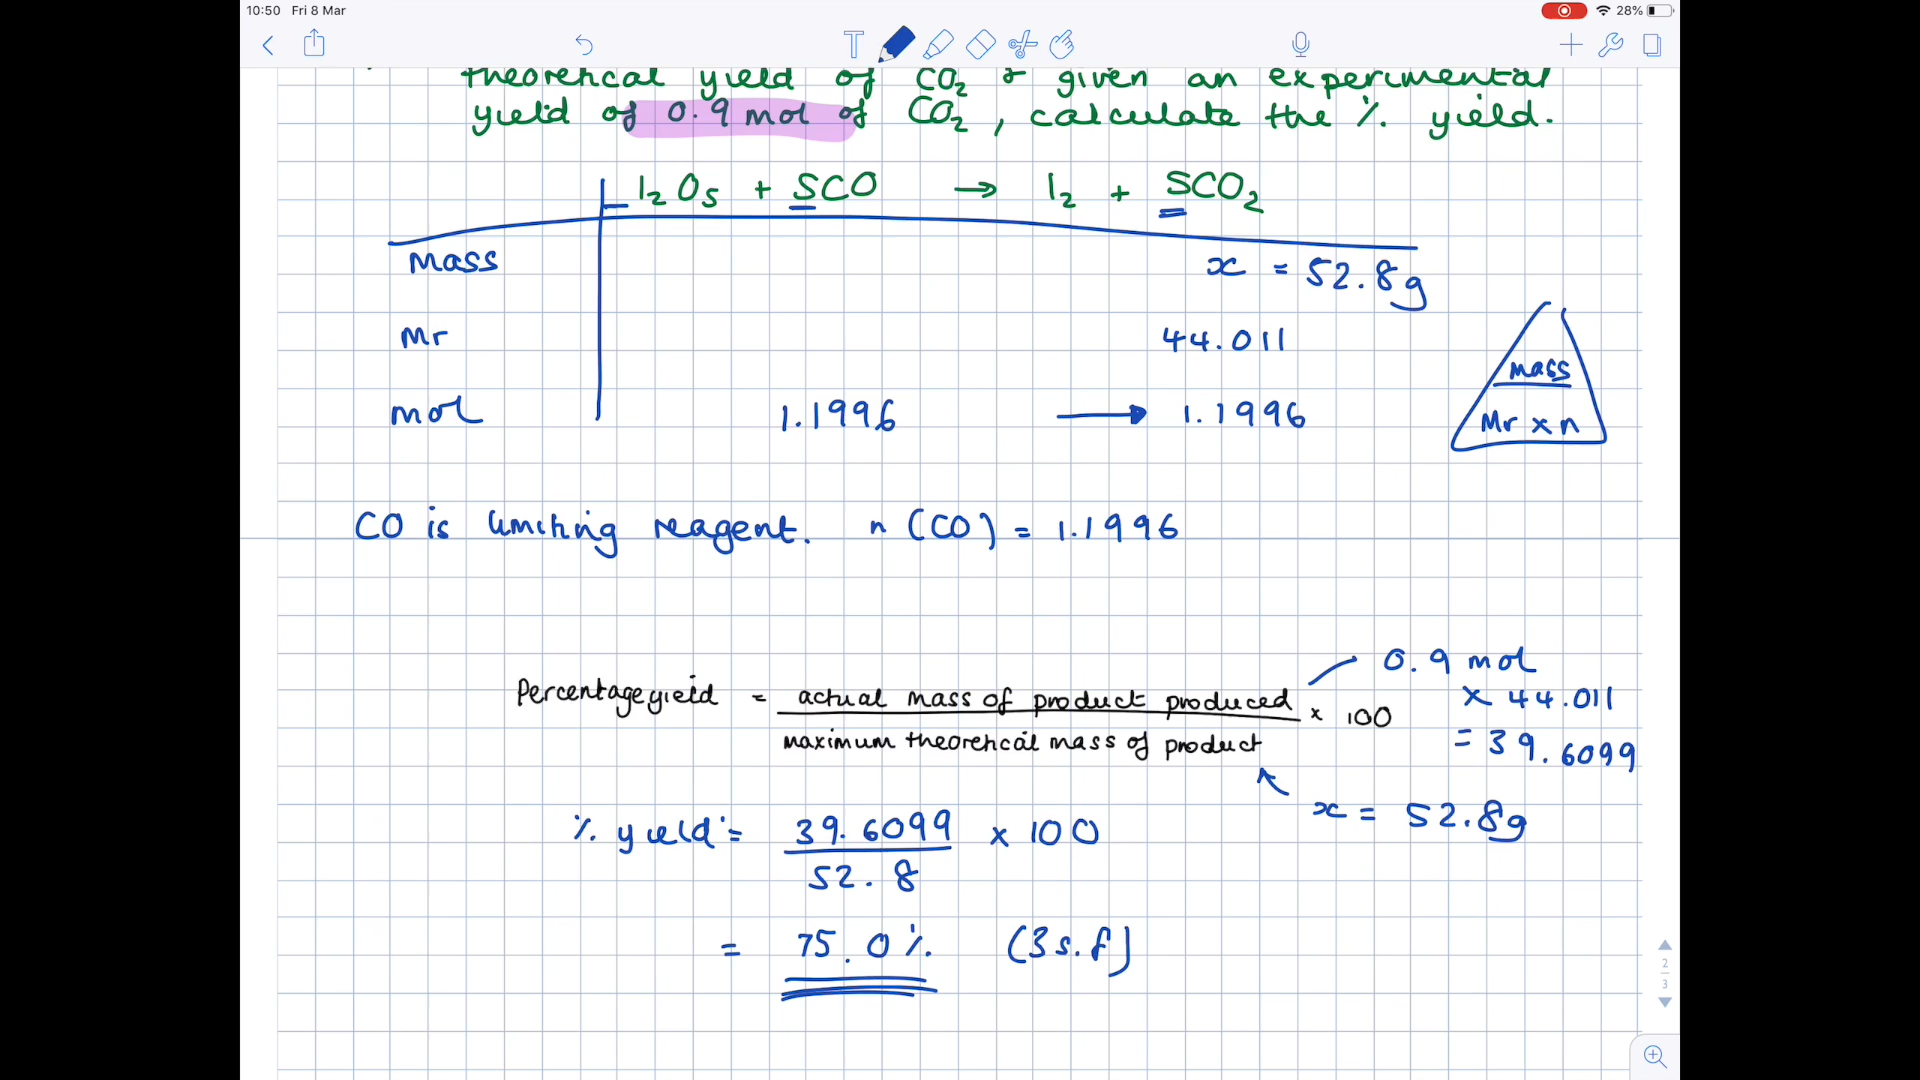 10:50 Fri 8 Mar
28%
T
theoretical yield of CO₂ & given an experimental
yield of 0.9 mol of CO₂, calculate the % yield.
I₂O₅ + 5CO → I₂ + 5CO₂
Mass x = 52.8g
Mr 44.011
mol 1.1996 → 1.1996
mass
Mr x n
CO is limiting reagent. n (CO) = 1.1996
0.9 mol
x 44.011
= 39.6099
Percentage yield = actual mass of product produced x 100
maximum theoretical mass of product
x = 52.8g
% yield = 39.6099 x 100
52.8
= 75.0% (3s.f)
2
3